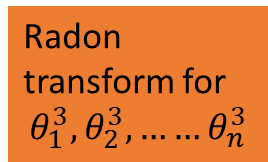 Radon
transform for
θ₁³, θ₂³, … … θₙ³